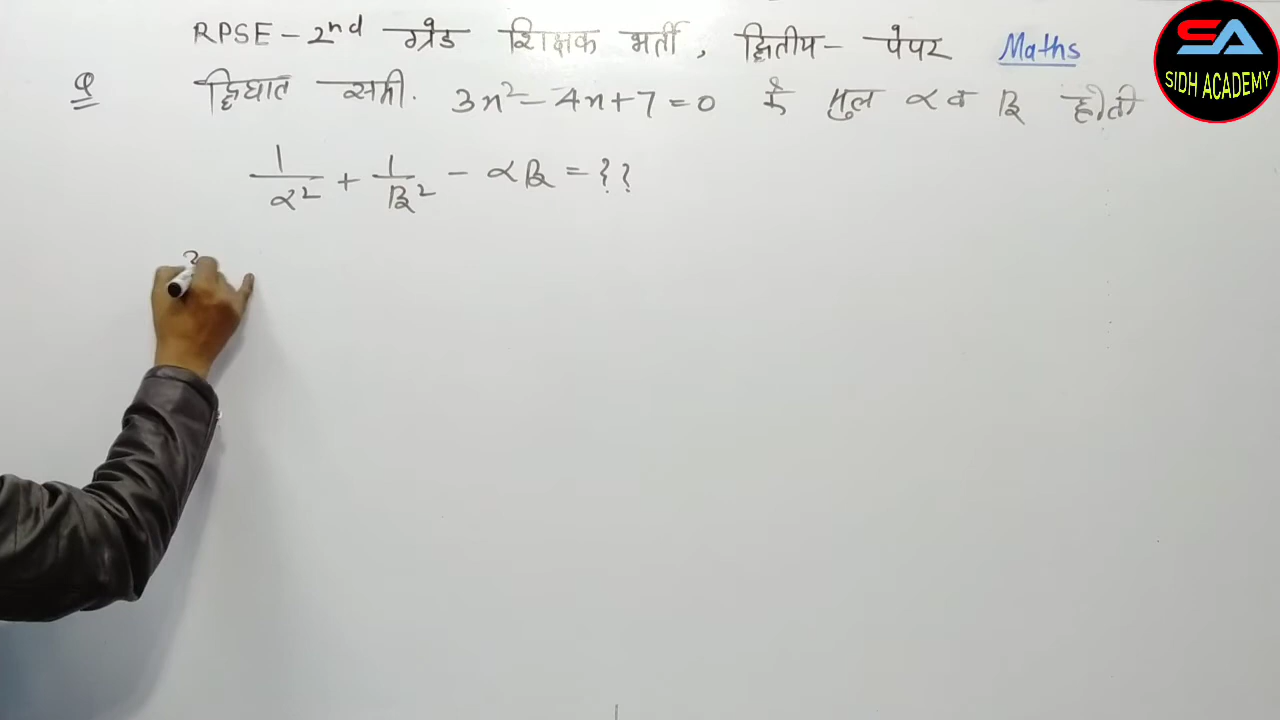 RPSE - 2nd ग्रेड शिक्षक भर्ती, द्वितीय - पेपर Maths
Q द्विघात समी. 3x² - 4x + 7 = 0 के मुल α व β हो तो
1/α² + 1/β² - αβ = ??
SA
SIDH ACADEMY